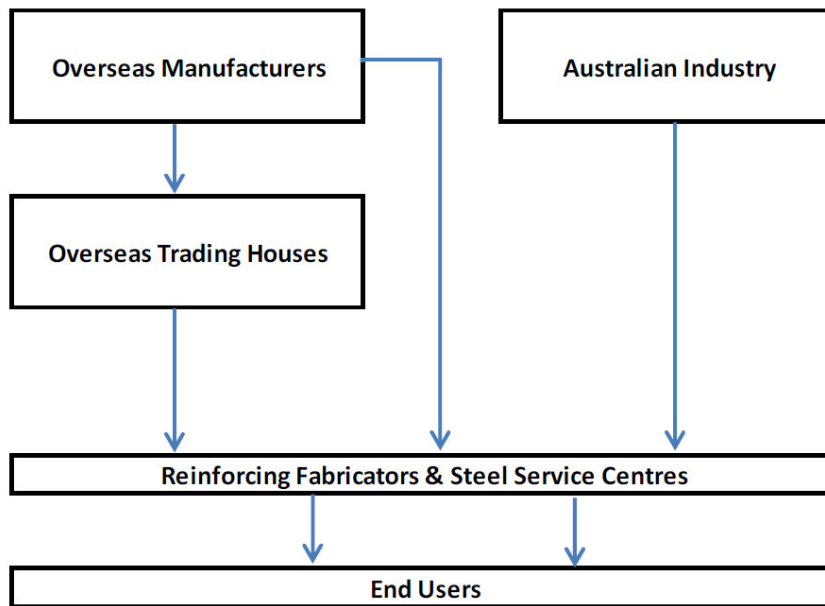 Overseas Manufacturers
Australian Industry
Overseas Trading Houses
Reinforcing Fabricators & Steel Service Centres
End Users